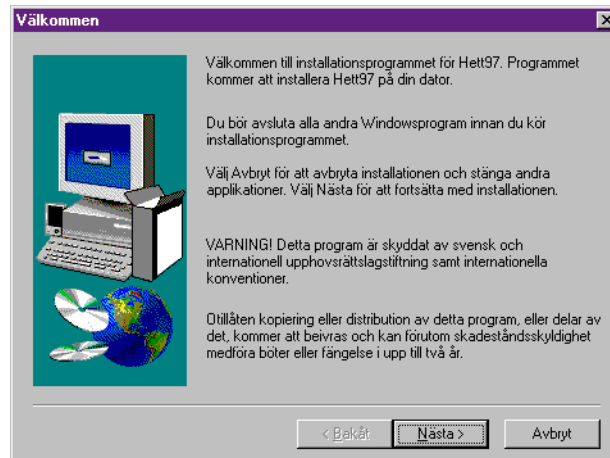 Välkommen
Välkommen till installationsprogrammet för Hett97. Programmet
kommer att installera Hett97 på din dator.
Du bör avsluta alla andra Windowsprogram innan du kör
installationsprogrammet.
Välj Avbryt för att avbryta installationen och stänga andra
applikationer. Välj Nästa för att fortsätta med installationen.
VARNING! Detta program är skyddat av svensk och
internationell upphovsrättslagstiftning samt internationella
konventioner.
Otillåten kopiering eller distribution av detta program, eller delar av
det, kommer att beivras och kan förutom skadeståndsskyldighet
medföra böter eller fängelse i upp till två år.
< Bakåt Nästa > Avbryt